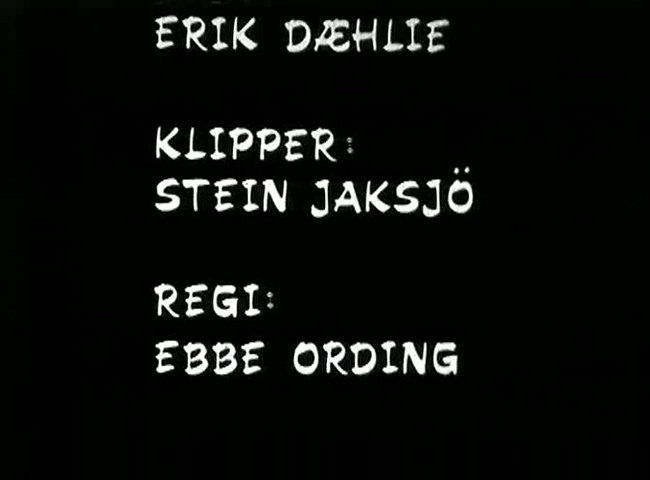 ERIK DÆHLIE
KLIPPER:
STEIN JAKSJÖ
REGI:
EBBE ORDING